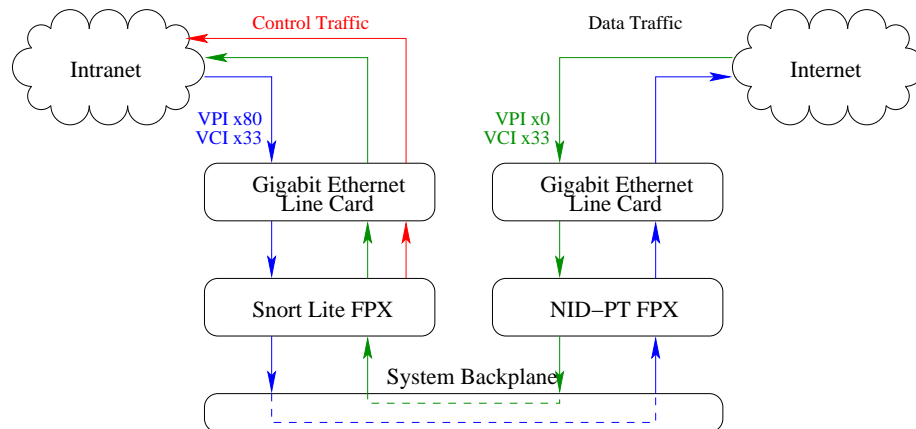 Control Traffic
Data Traffic
Intranet
Internet
VPI x80
VCI x33
VPI x0
VCI x33
Gigabit Ethernet
Line Card
Gigabit Ethernet
Line Card
Snort Lite FPX
NID−PT FPX
System Backplane